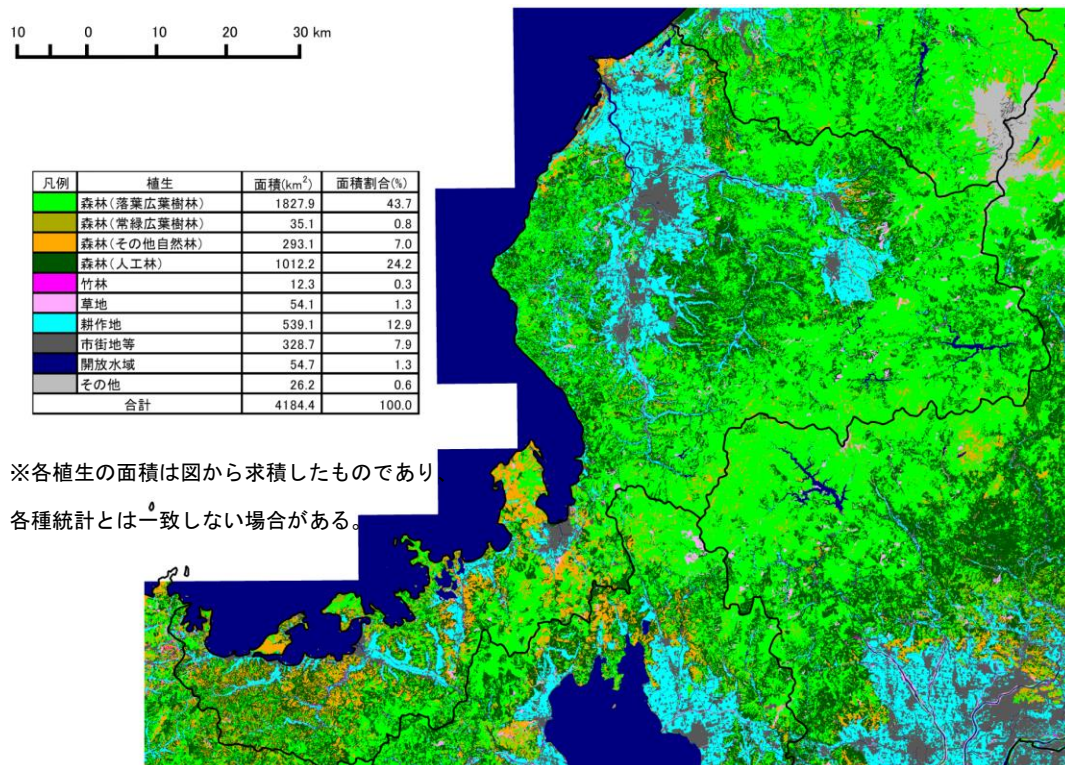 10 0 10 20 30 km
凡例 植生 面積(km²) 面積割合(%)
森林(落葉広葉樹林) 1827.9 43.7
森林(常緑広葉樹林) 35.1 0.8
森林(その他自然林) 293.1 7.0
森林(人工林) 1012.2 24.2
竹林 12.3 0.3
草地 54.1 1.3
耕作地 539.1 12.9
市街地等 328.7 7.9
開放水域 54.7 1.3
その他 26.2 0.6
合計 4184.4 100.0
※各植生の面積は図から求積したものであり
各種統計とは一致しない場合がある。